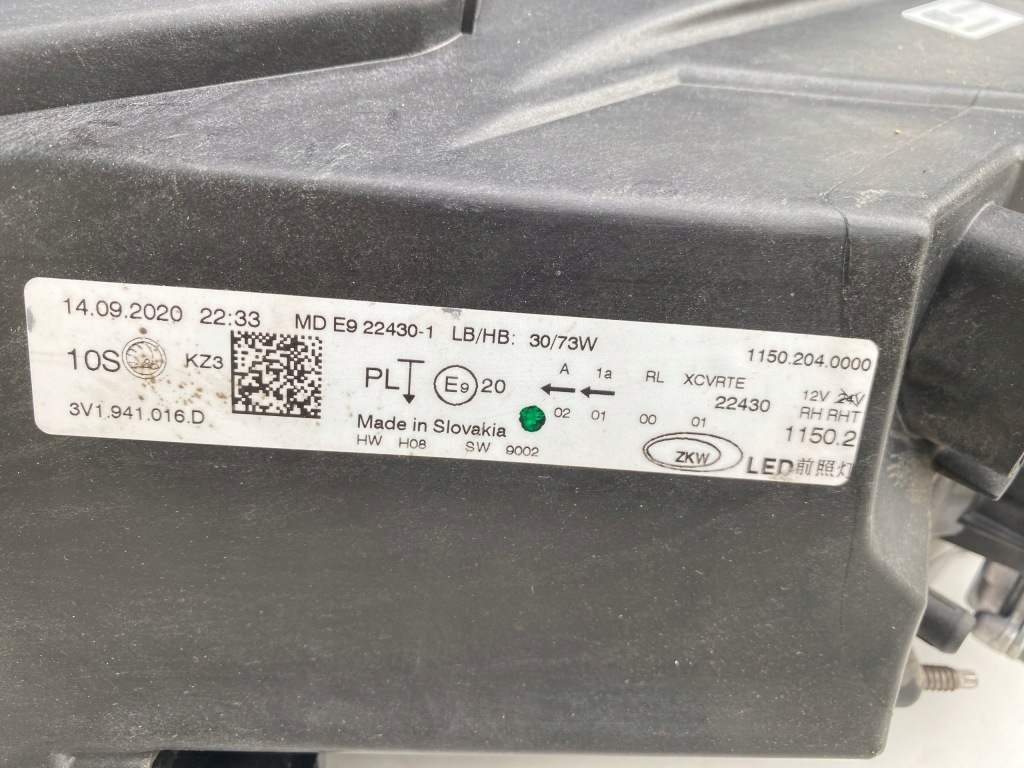 14.09.2020 22:33 MD E9 22430-1 LB/HB: 30/73W 1150.204.0000
10S KZ3 PL E9 20 A 1a RL XCVRTE 12V 24V
02 01 00 01 22430 RH RHT
3V1.941.016.D Made in Slovakia 1150.2
HW H08 SW 9002 ZKW LED前照灯